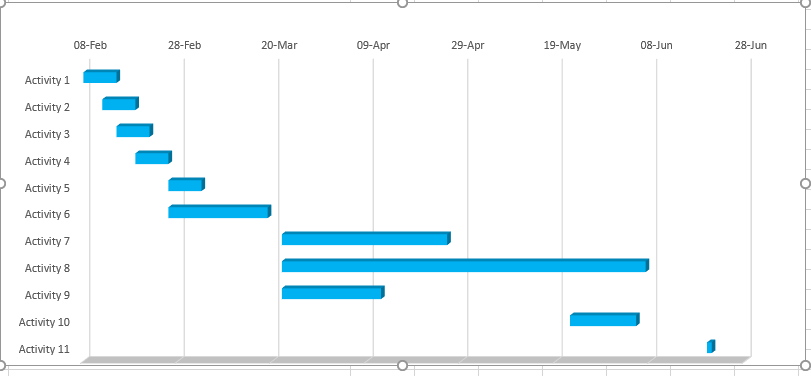 08-Feb 28-Feb 20-Mar 09-Apr 29-Apr 19-May 08-Jun 28-Jun
Activity 1
Activity 2
Activity 3
Activity 4
Activity 5
Activity 6
Activity 7
Activity 8
Activity 9
Activity 10
Activity 11